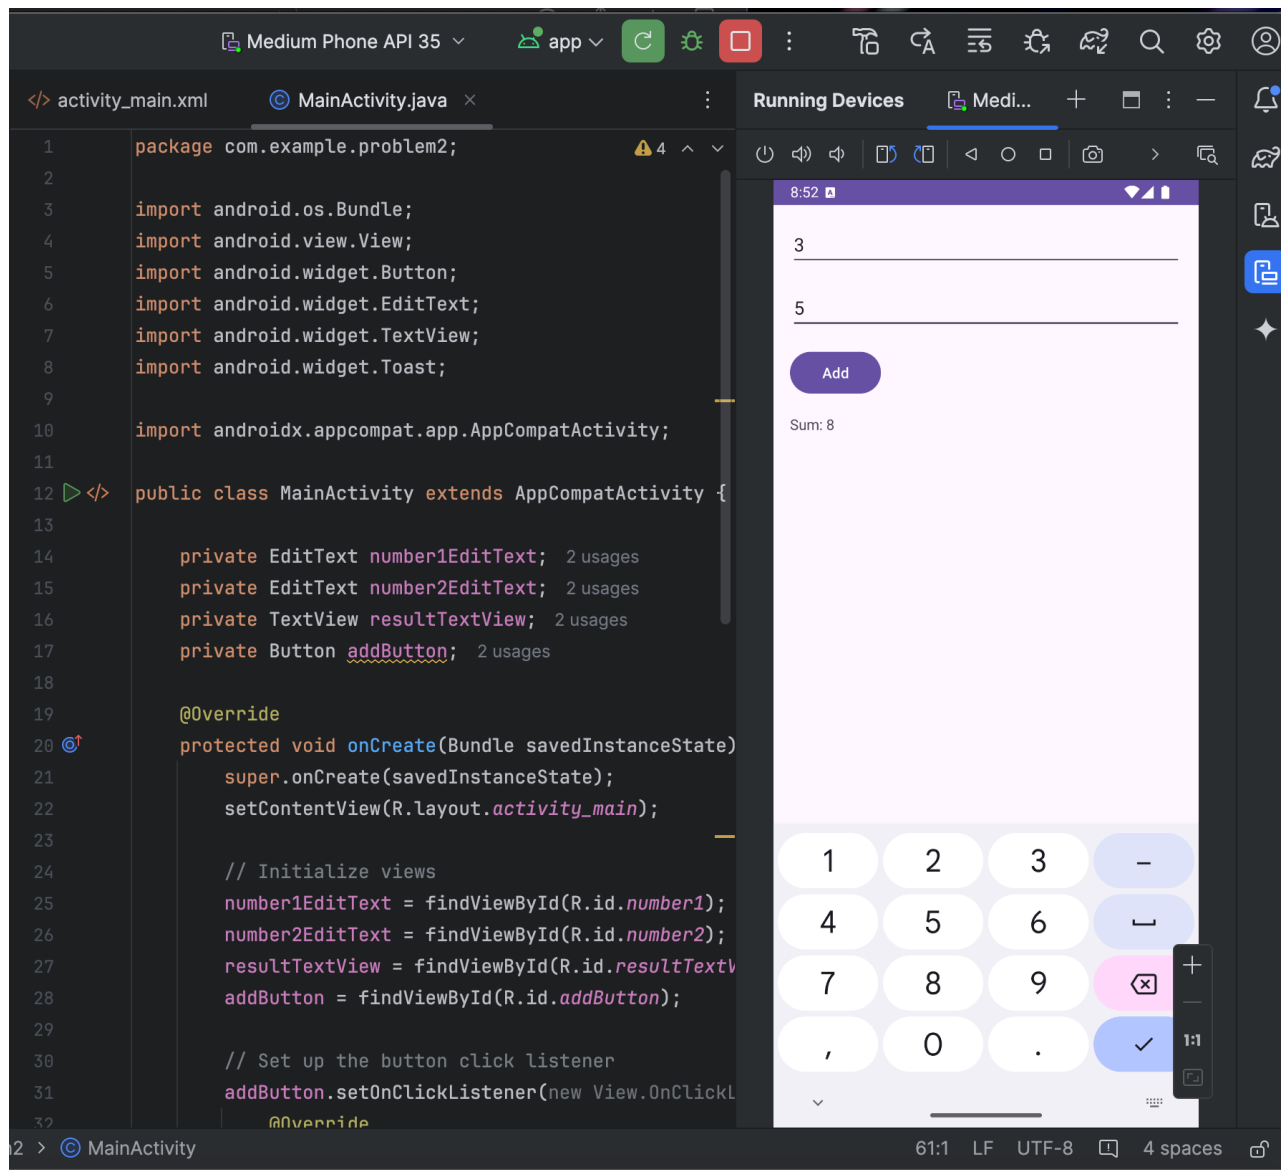 Medium Phone API 35 app
activity_main.xml MainActivity.java
1 package com.example.problem2; 4
2
3 import android.os.Bundle;
4 import android.view.View;
5 import android.widget.Button;
6 import android.widget.EditText;
7 import android.widget.TextView;
8 import android.widget.Toast;
9
10 import androidx.appcompat.app.AppCompatActivity;
11
12 public class MainActivity extends AppCompatActivity {
13
14 private EditText number1EditText; 2 usages
15 private EditText number2EditText; 2 usages
16 private TextView resultTextView; 2 usages
17 private Button addButton; 2 usages
18
19 @Override
20 protected void onCreate(Bundle savedInstanceState)
21 super.onCreate(savedInstanceState);
22 setContentView(R.layout.activity_main);
23
24 // Initialize views
25 number1EditText = findViewById(R.id.number1);
26 number2EditText = findViewById(R.id.number2);
27 resultTextView = findViewById(R.id.resultTextV
28 addButton = findViewById(R.id.addButton);
29
30 // Set up the button click listener
31 addButton.setOnClickListener(new View.OnClickL
32 @Override
Running Devices Medi...
8:52 A
3
5
Add
Sum: 8
1 2 3 –
4 5 6
7 8 9
, 0 .
1:1
n2 > MainActivity 61:1 LF UTF-8 4 spaces